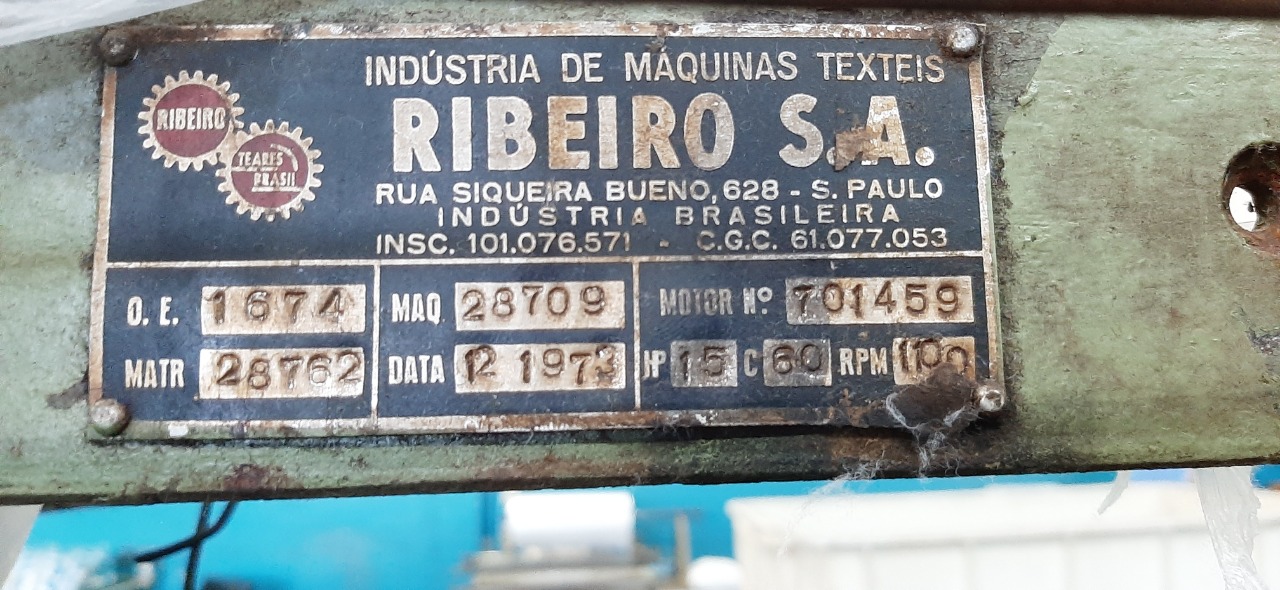 RIBEIRO
TEARES
BRASIL
INDÚSTRIA DE MÁQUINAS TEXTEIS
RIBEIRO S.A.
RUA SIQUEIRA BUENO, 628 - S. PAULO
INDÚSTRIA BRASILEIRA
INSC. 101.076.571 - C.G.C. 61.077.053
O. E. 1674 MAQ 28709 MOTOR Nº 701459
MATR 28762 DATA 12 1973 HP 15 C 60 RPM 1100